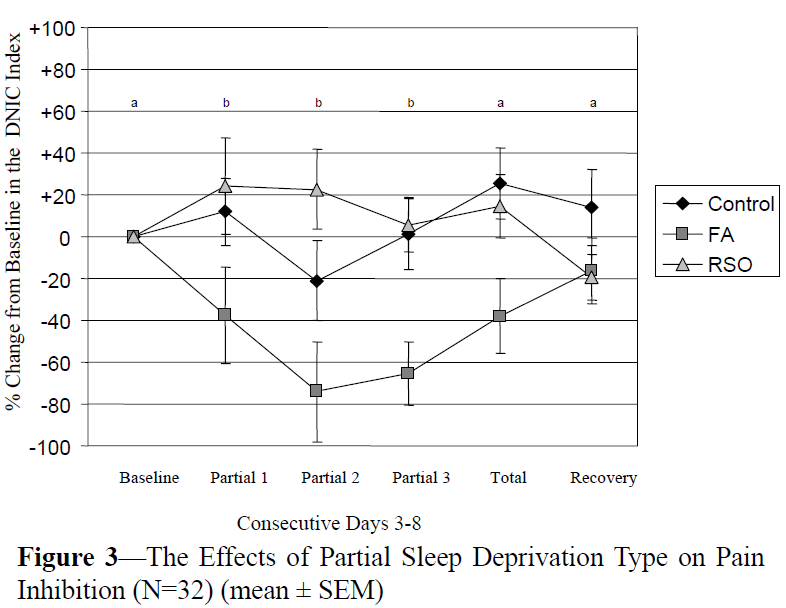 % Change from Baseline in the DNIC Index
+100
+80
+60
+40
+20
0
-20
-40
-60
-80
-100
a b b b a a
Control
FA
RSO
Baseline Partial 1 Partial 2 Partial 3 Total Recovery
Consecutive Days 3-8
Figure 3—The Effects of Partial Sleep Deprivation Type on Pain
Inhibition (N=32) (mean ± SEM)